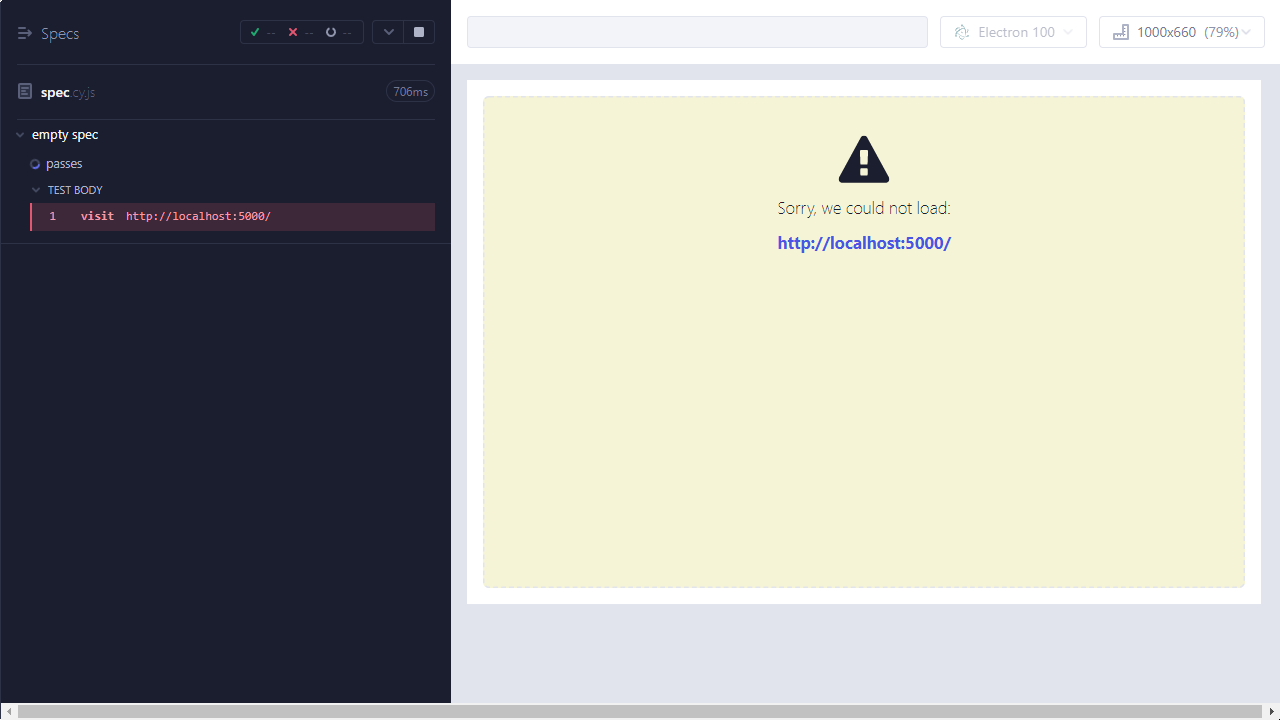 Specs
-- -- --
Electron 100
1000x660 (79%)
spec.cy.js
706ms
empty spec
passes
TEST BODY
1 visit http://localhost:5000/
Sorry, we could not load:
http://localhost:5000/